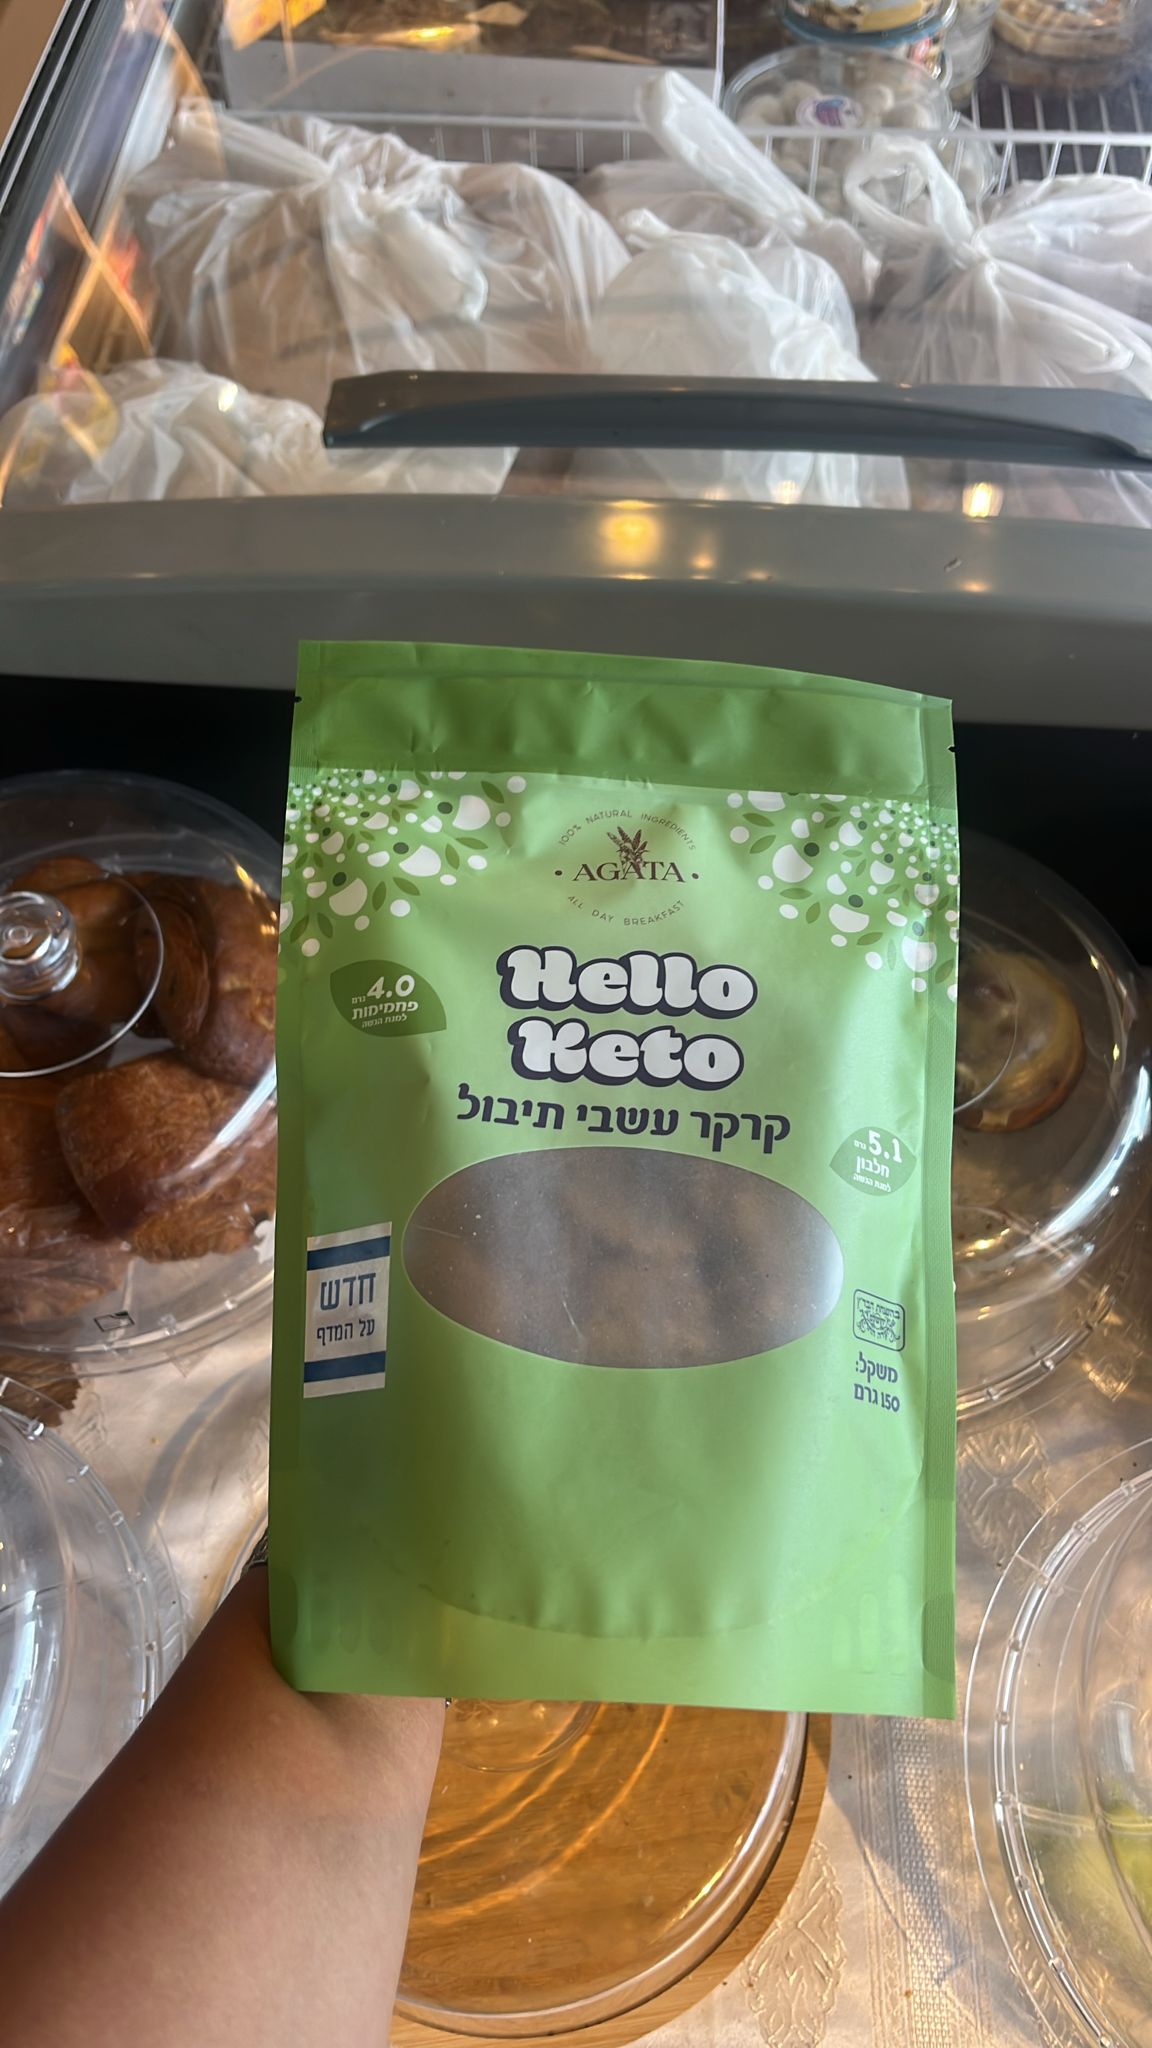 100% NATURAL INGREDIENTS
AGATA
ALL DAY BREAKFAST
Hello
Keto
קרקר עשבי תיבול
4.0 גרם
פחמימות
למנת הגשה
5.1 גרם
חלבון
למנת הגשה
חדש
על המדף
משקל:
150 גרם